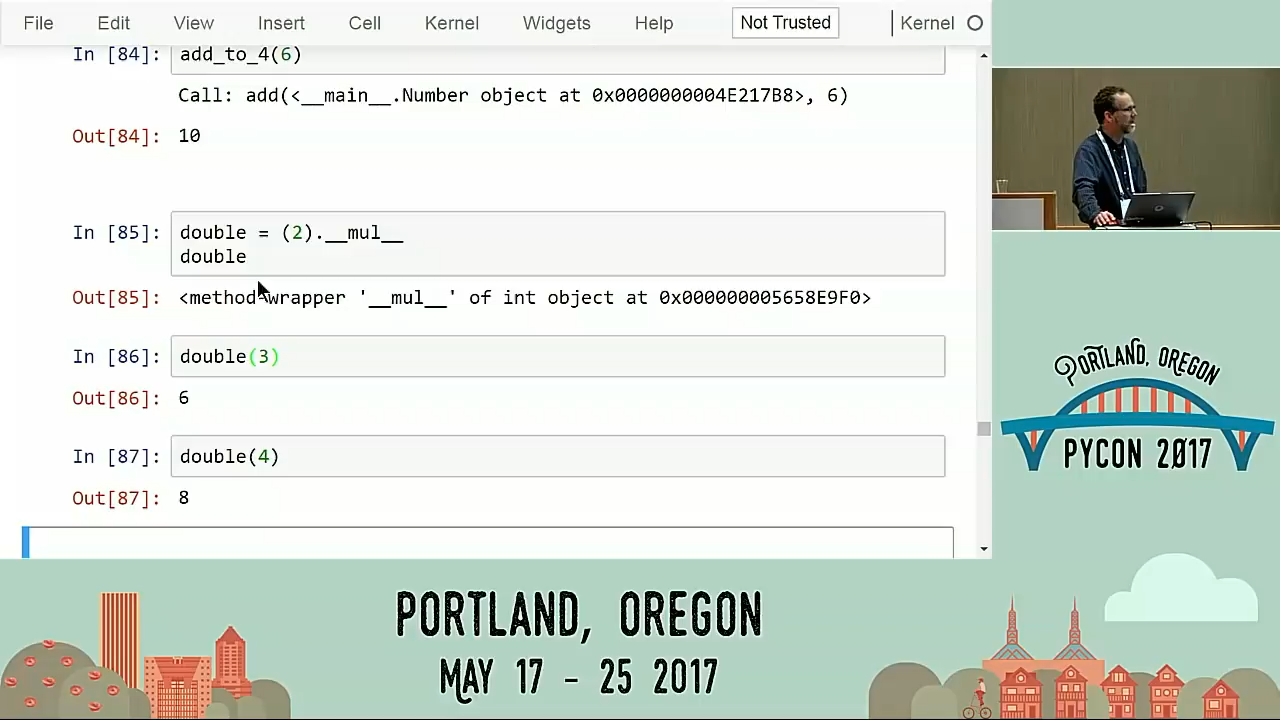 File Edit View Insert Cell Kernel Widgets Help Not Trusted Kernel
In [84]: add_to_4(6)
Call: add(<__main__.Number object at 0x0000000004E217B8>, 6)
Out[84]: 10
In [85]: double = (2).__mul__
double
Out[85]: <method-wrapper '__mul__' of int object at 0x000000005658E9F0>
In [86]: double(3)
Out[86]: 6
In [87]: double(4)
Out[87]: 8
PORTLAND, OREGON
PYCON 2017
PORTLAND, OREGON
MAY 17 - 25 2017